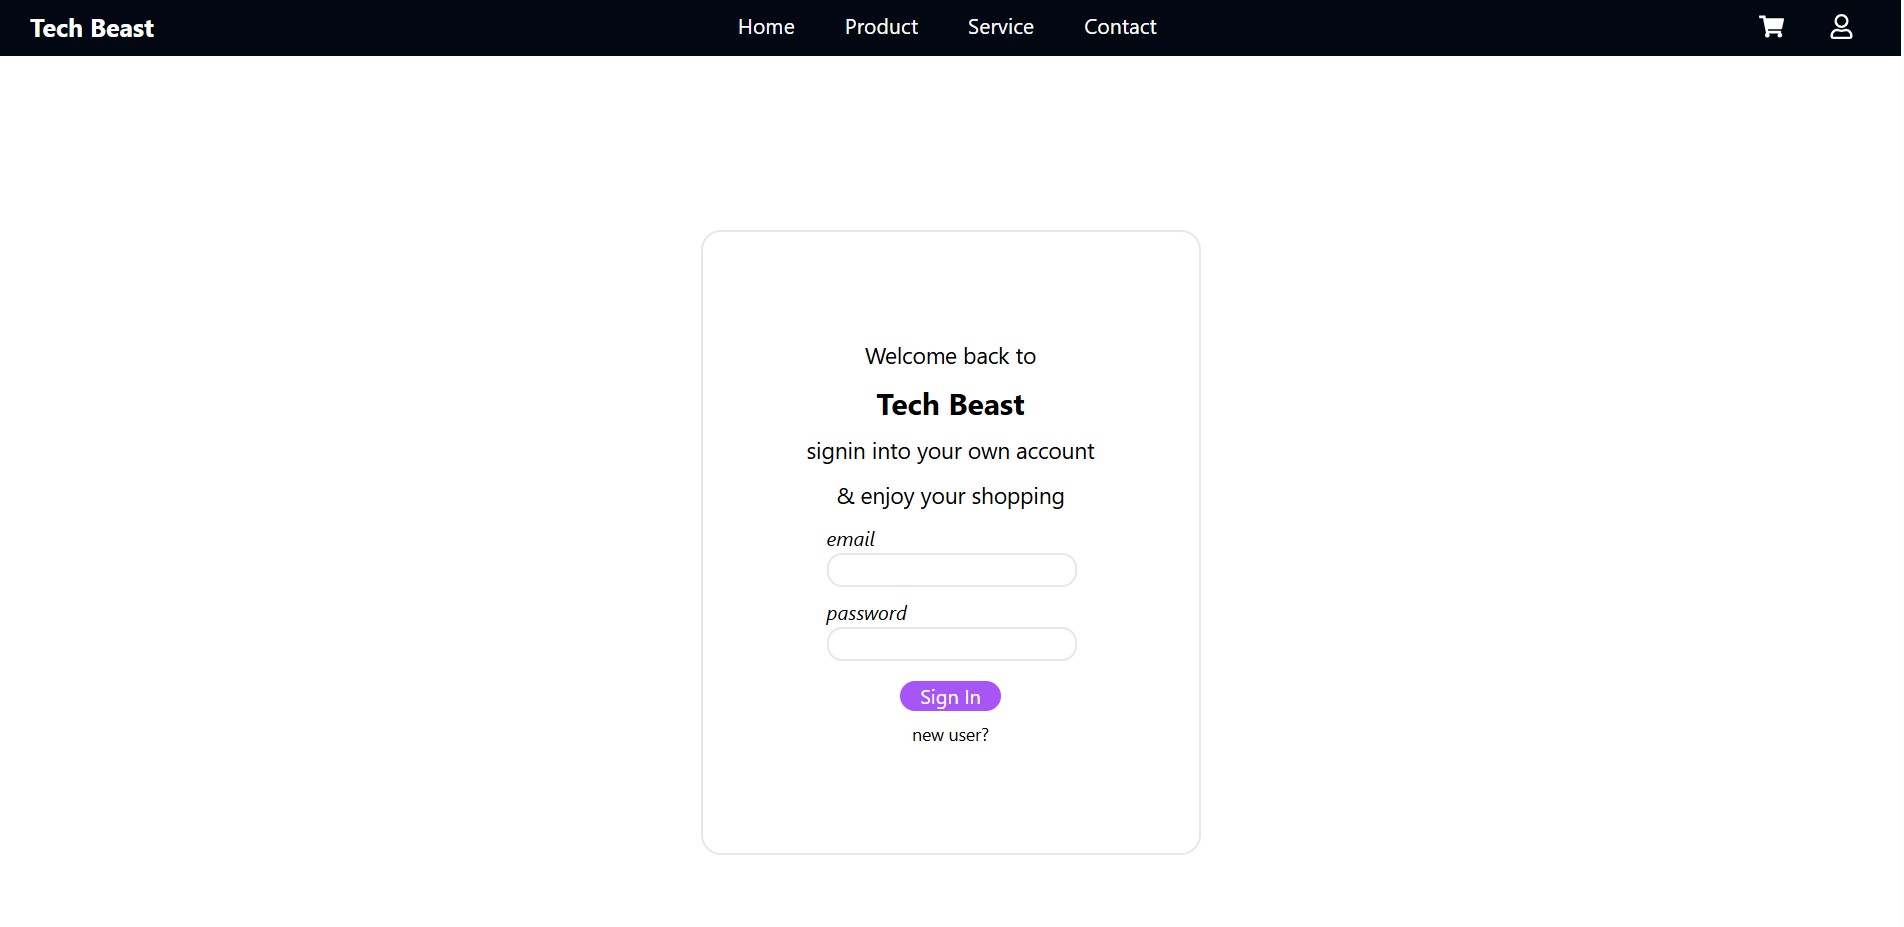 Tech Beast
Home Product Service Contact
Welcome back to
Tech Beast
signin into your own account
& enjoy your shopping
email
password
Sign In
new user?